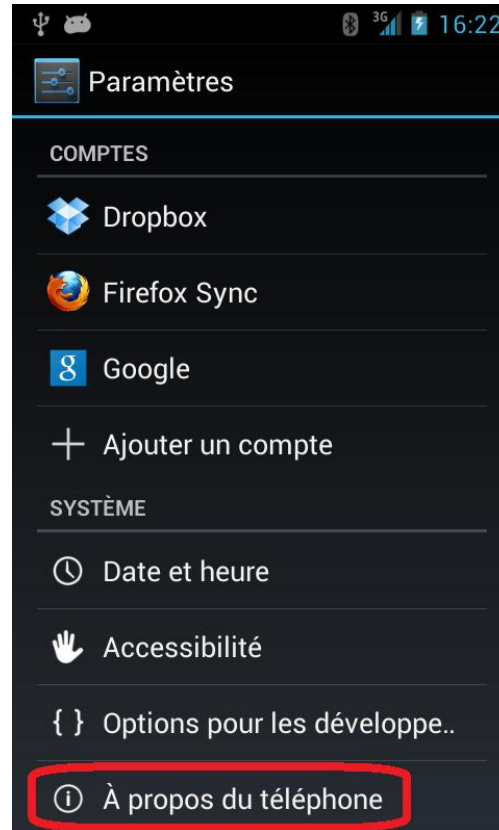 3G 16:22
Paramètres
COMPTES
Dropbox
Firefox Sync
Google
Ajouter un compte
SYSTÈME
Date et heure
Accessibilité
{ } Options pour les développe..
À propos du téléphone